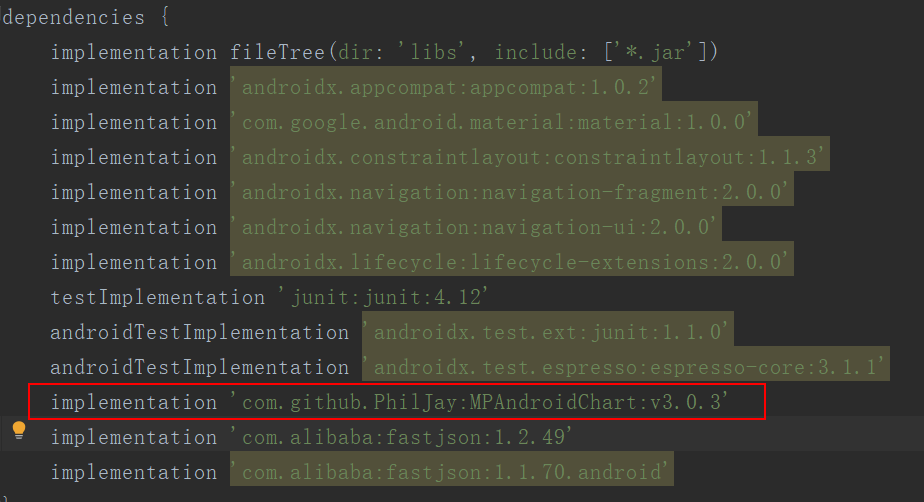 dependencies {
implementation fileTree(dir: 'libs', include: ['*.jar'])
implementation 'androidx.appcompat:appcompat:1.0.2'
implementation 'com.google.android.material:material:1.0.0'
implementation 'androidx.constraintlayout:constraintlayout:1.1.3'
implementation 'androidx.navigation:navigation-fragment:2.0.0'
implementation 'androidx.navigation:navigation-ui:2.0.0'
implementation 'androidx.lifecycle:lifecycle-extensions:2.0.0'
testImplementation 'junit:junit:4.12'
androidTestImplementation 'androidx.test.ext:junit:1.1.0'
androidTestImplementation 'androidx.test.espresso:espresso-core:3.1.1'
implementation 'com.github.PhilJay:MPAndroidChart:v3.0.3'
implementation 'com.alibaba:fastjson:1.2.49'
implementation 'com.alibaba:fastjson:1.1.70.android'
}